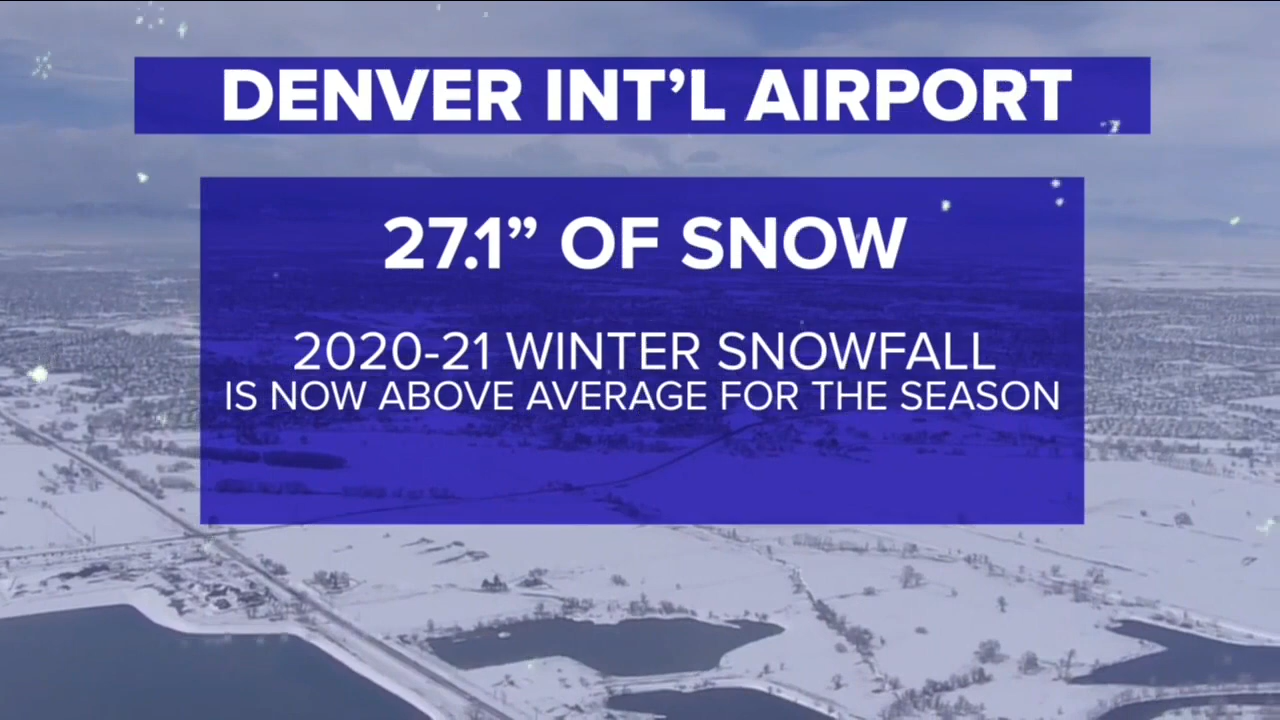 DENVER INT’L AIRPORT
27.1” OF SNOW
2020-21 WINTER SNOWFALL
IS NOW ABOVE AVERAGE FOR THE SEASON